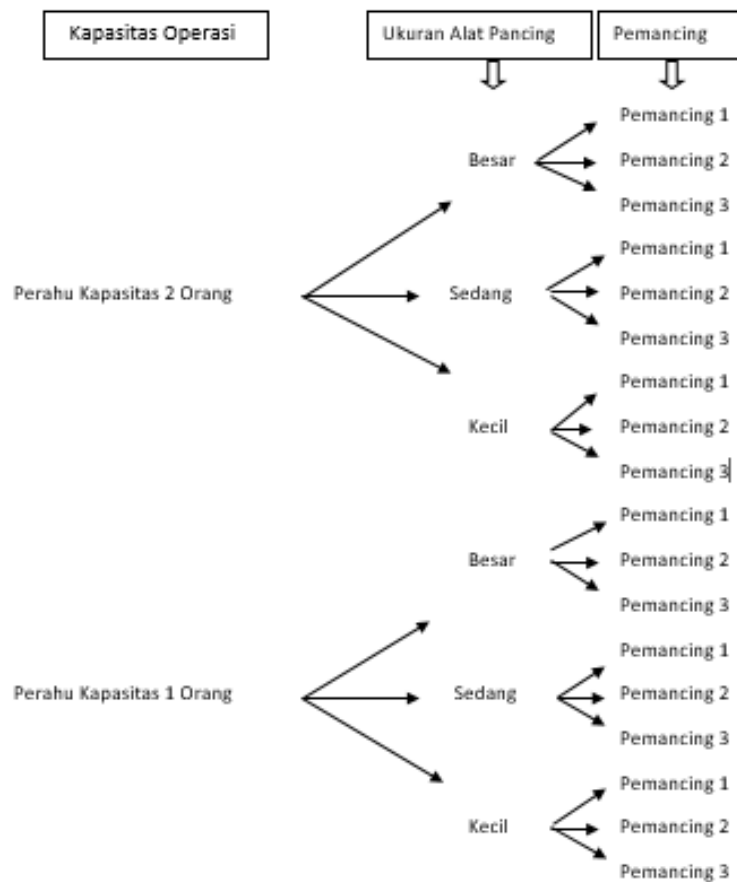 Kapasitas Operasi
Ukuran Alat Pancing
Pemancing
Pemancing 1
Besar
Pemancing 2
Pemancing 3
Pemancing 1
Perahu Kapasitas 2 Orang
Sedang
Pemancing 2
Pemancing 3
Pemancing 1
Kecil
Pemancing 2
Pemancing 3
Pemancing 1
Besar
Pemancing 2
Pemancing 3
Pemancing 1
Perahu Kapasitas 1 Orang
Sedang
Pemancing 2
Pemancing 3
Pemancing 1
Kecil
Pemancing 2
Pemancing 3